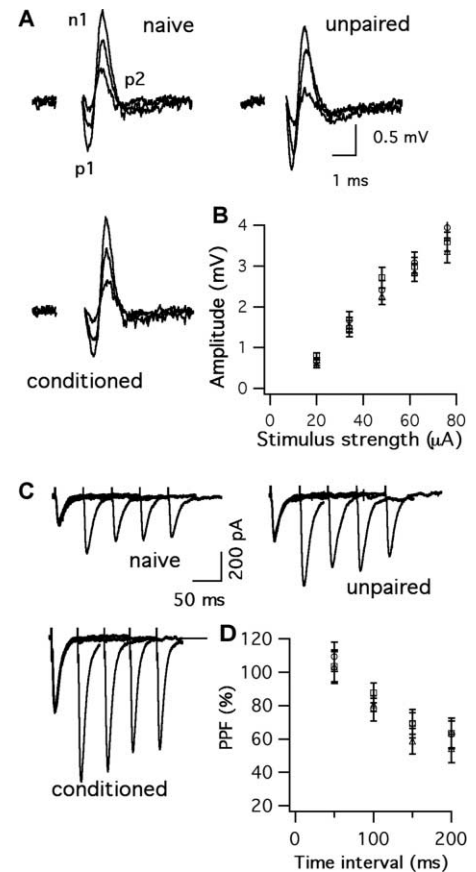 A
n1
naive
p2
p1
unpaired
0.5 mV
1 ms
conditioned
B
Amplitude (mV)
4
3
2
1
0
0 20 40 60 80
Stimulus strength (µA)
C
naive
200 pA
50 ms
unpaired
conditioned
D
PPF (%)
120
100
80
60
40
20
0 100 200
Time interval (ms)